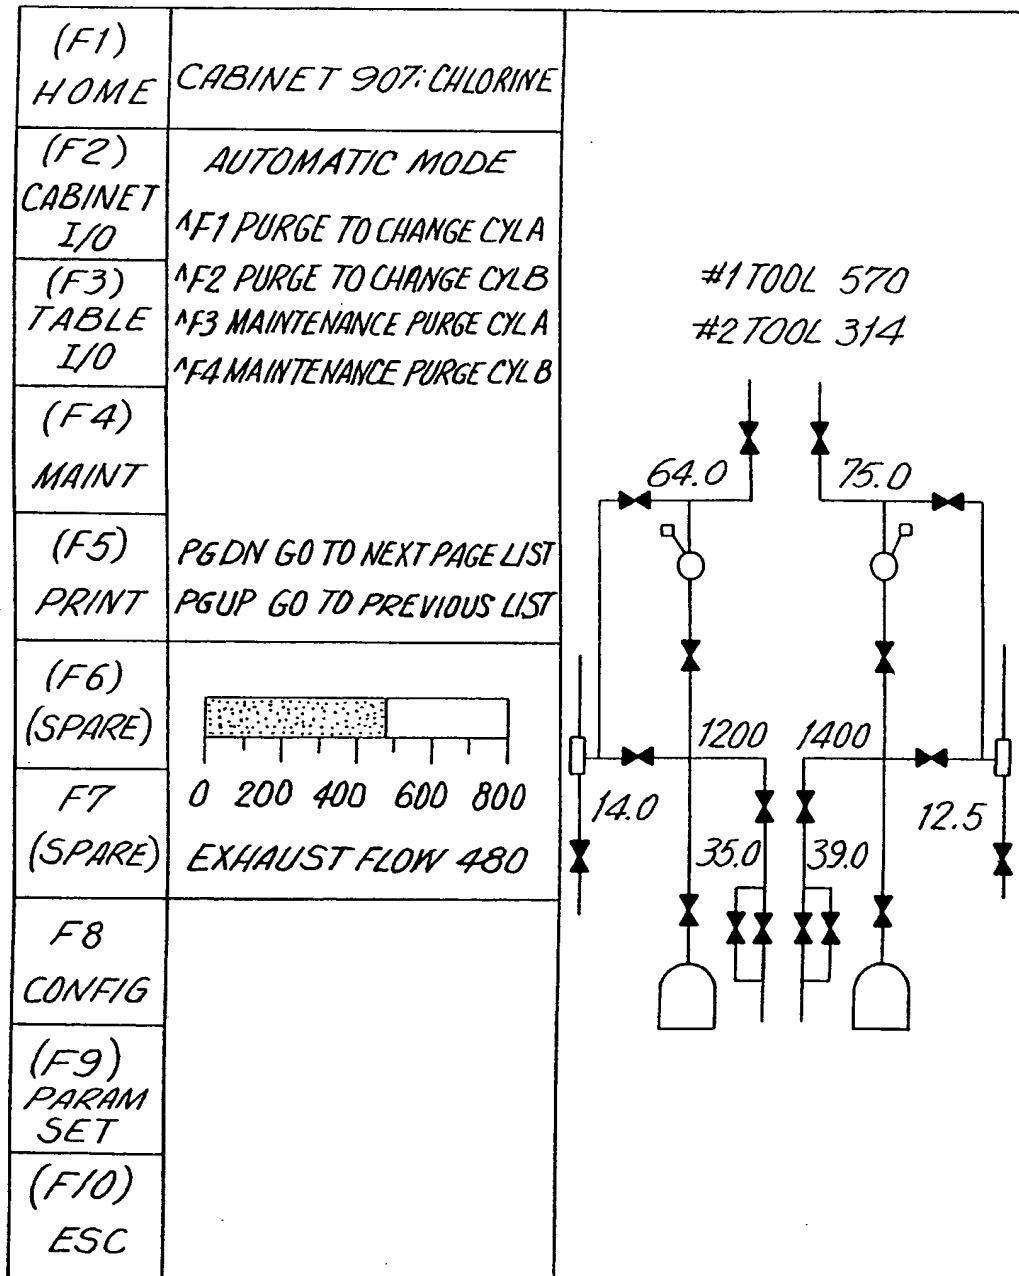 (F1)
HOME
CABINET 907: CHLORINE
(F2)
CABINET
I/O
AUTOMATIC MODE
^F1 PURGE TO CHANGE CYLA
^F2 PURGE TO CHANGE CYLB
^F3 MAINTENANCE PURGE CYL A
^F4 MAINTENANCE PURGE CYL B
(F3)
TABLE
I/O
(F4)
MAINT
(F5)
PRINT
PGDN GO TO NEXT PAGE LIST
PGUP GO TO PREVIOUS LIST
(F6)
(SPARE)
F7
(SPARE)
0 200 400 600 800
EXHAUST FLOW 480
F8
CONFIG
(F9)
PARAM
SET
(F10)
ESC
#1 TOOL 570
#2 TOOL 314
64.0 75.0
1200 1400
14.0 12.5
35.0 39.0